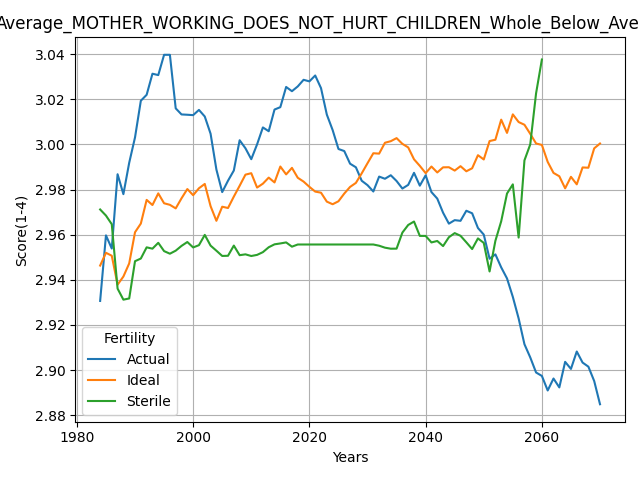 Average_MOTHER_WORKING_DOES_NOT_HURT_CHILDREN_Whole_Below_Ave
3.04
3.02
3.00
2.98
2.96
2.94
2.92
2.90
2.88
Score(1-4)
Fertility
Actual
Ideal
Sterile
1980
2000
2020
2040
2060
Years